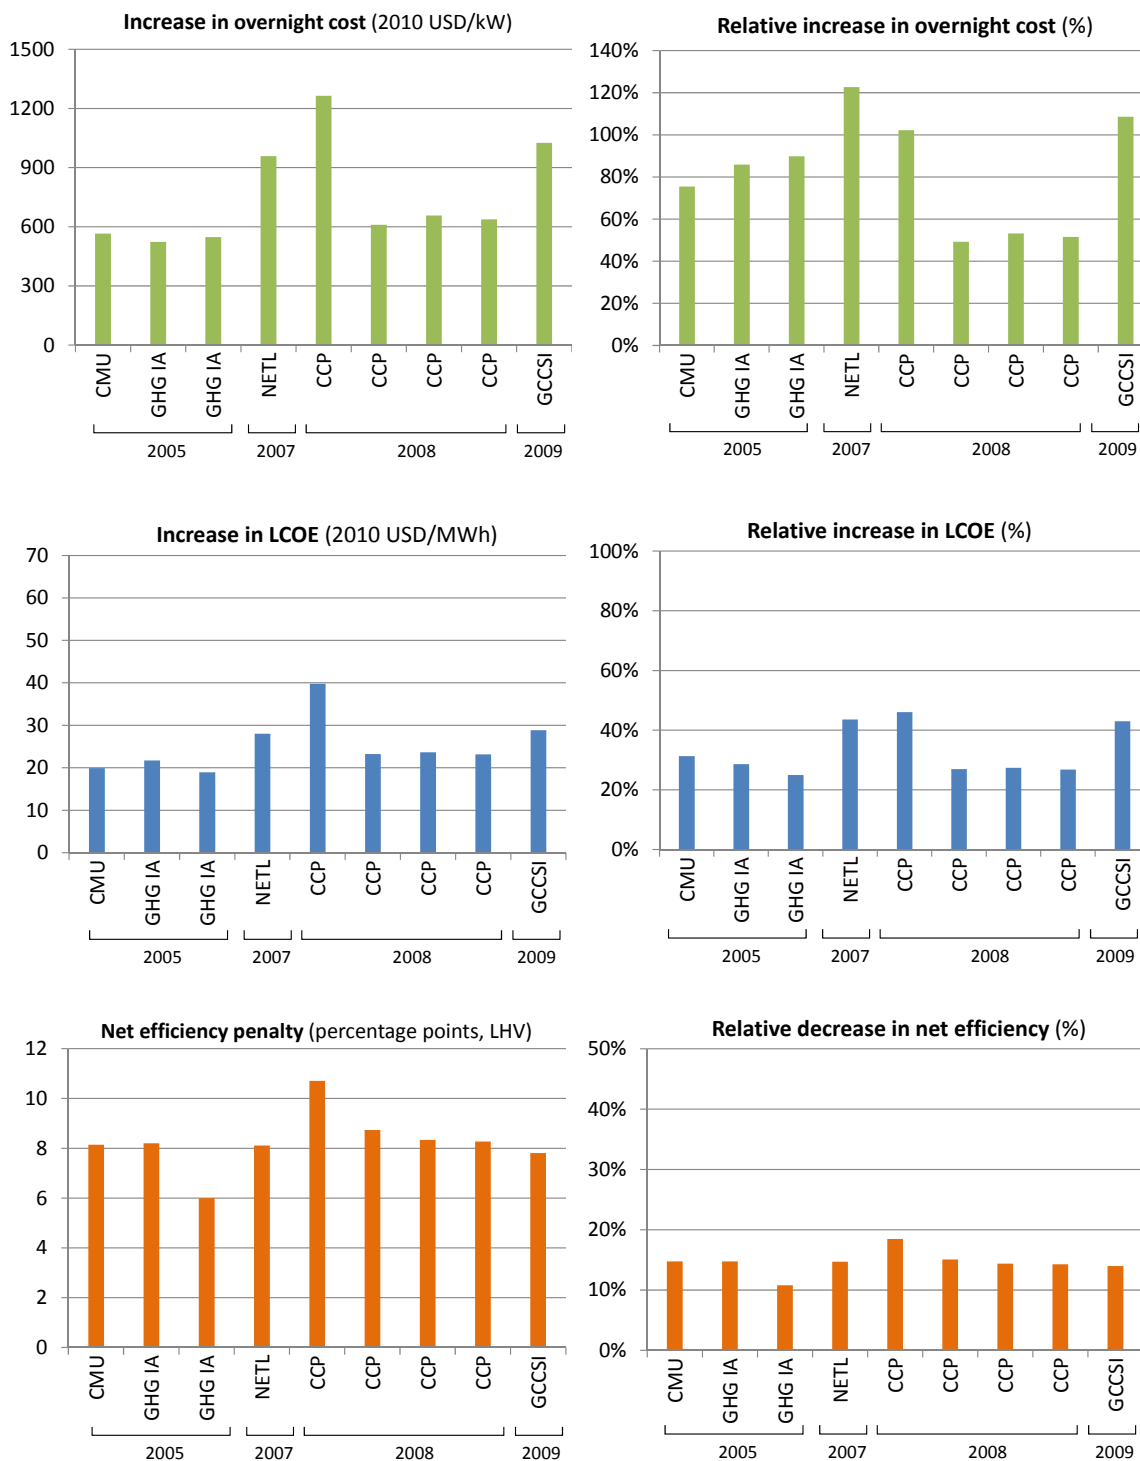 Increase in overnight cost (2010 USD/kW)
1500
1200
900
600
300
0
CMU
GHG IA
GHG IA
NETL
CCP
CCP
CCP
CCP
GCCSI
2005
2007
2008
2009
Relative increase in overnight cost (%)
140%
120%
100%
80%
60%
40%
20%
0%
CMU
GHG IA
GHG IA
NETL
CCP
CCP
CCP
CCP
GCCSI
2005
2007
2008
2009
Increase in LCOE (2010 USD/MWh)
70
60
50
40
30
20
10
0
CMU
GHG IA
GHG IA
NETL
CCP
CCP
CCP
CCP
GCCSI
2005
2007
2008
2009
Relative increase in LCOE (%)
100%
80%
60%
40%
20%
0%
CMU
GHG IA
GHG IA
NETL
CCP
CCP
CCP
CCP
GCCSI
2005
2007
2008
2009
Net efficiency penalty (percentage points, LHV)
12
10
8
6
4
2
0
CMU
GHG IA
GHG IA
NETL
CCP
CCP
CCP
CCP
GCCSI
2005
2007
2008
2009
Relative decrease in net efficiency (%)
50%
40%
30%
20%
10%
0%
CMU
GHG IA
GHG IA
NETL
CCP
CCP
CCP
CCP
GCCSI
2005
2007
2008
2009